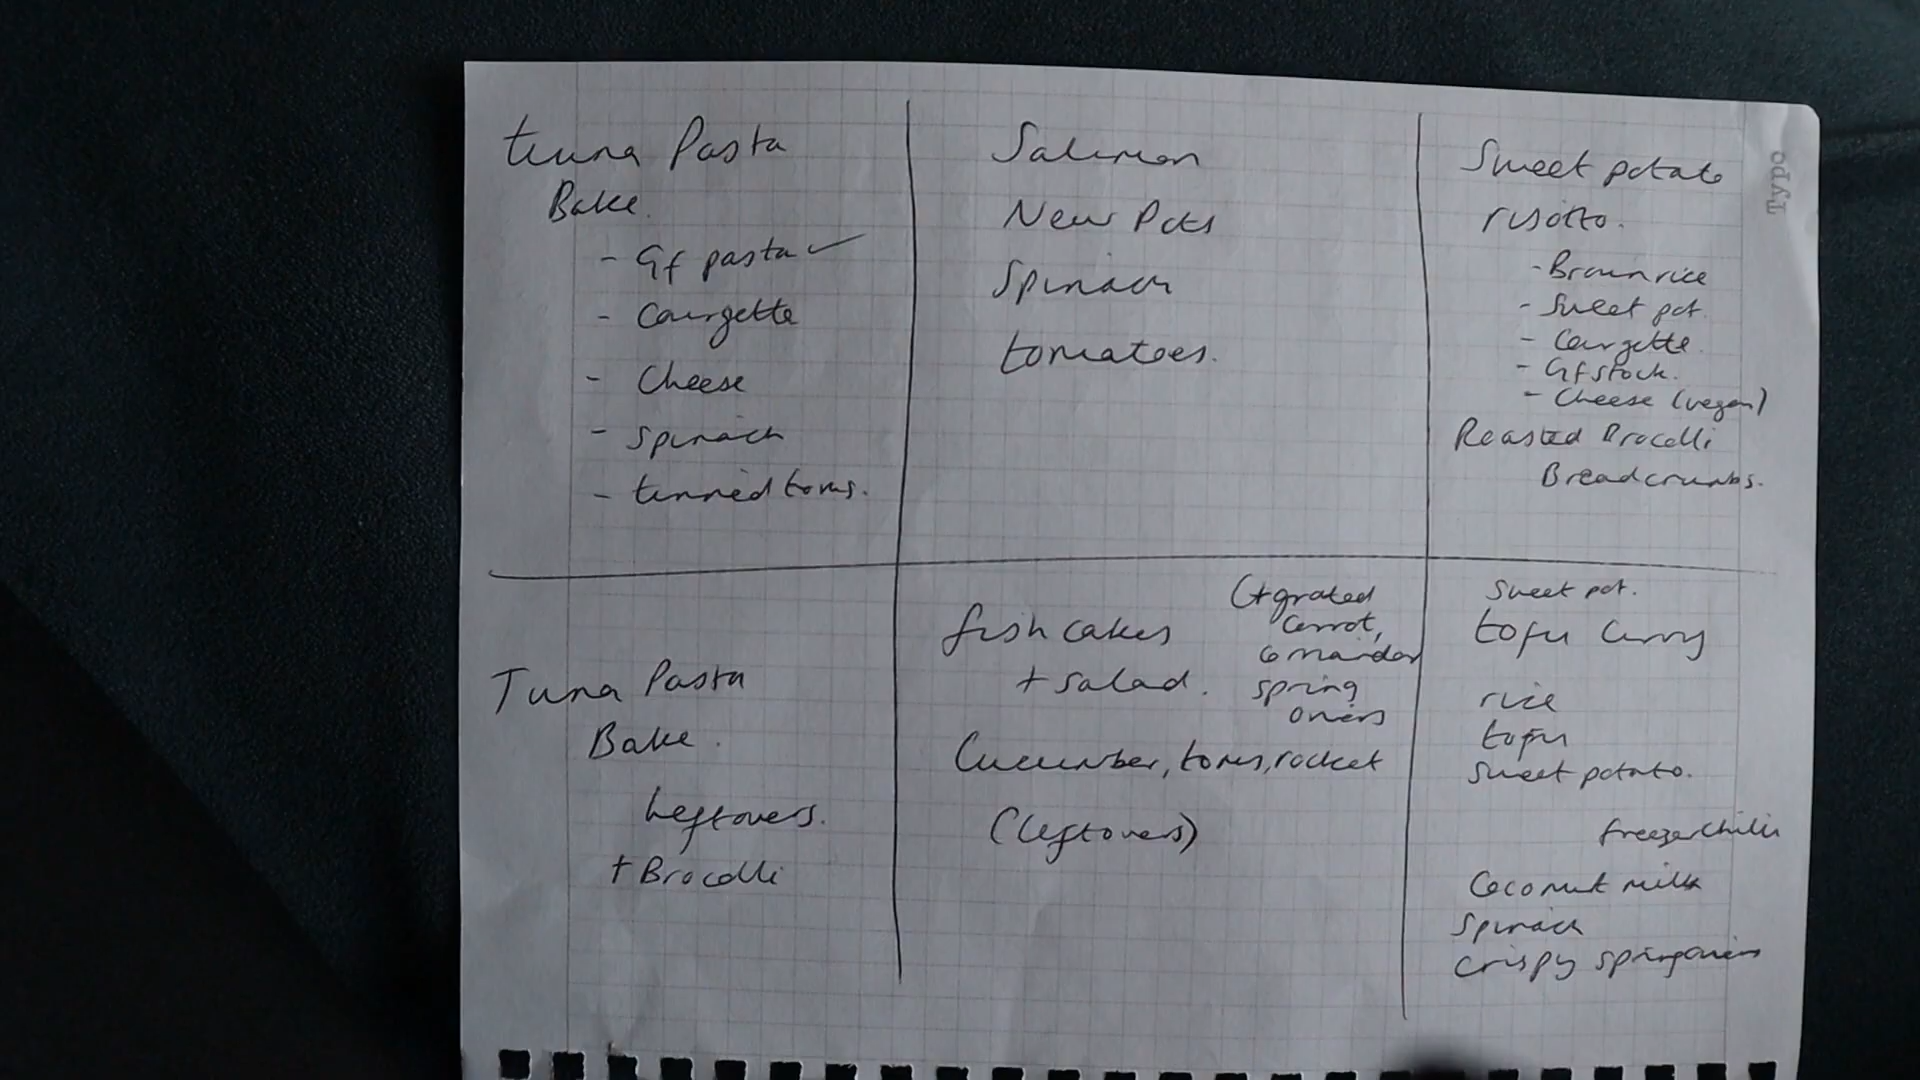 tuna Pasta
Bake.
- Gf pasta ✓
- Courgette
- Cheese
- spinach
- tinned toms.
Salmon
New Pots
Spinach
tomatoes.
Sweet potato
risotto.
- Brown rice
- Sweet pot.
- Courgette.
- Gf stock.
- Cheese (vegan)
Roasted Brocolli
Breadcrumbs.
Typo
Tuna Pasta
Bake.
Leftovers.
+ Brocolli
fish cakes
+ salad.
(+ grated
carrot,
coriander
spring
onions
Cucumber, toms, rocket
(leftovers)
Sweet pot.
tofu curry
rice
tofu
sweet potato.
freezer chilli
Coconut milk
Spinach
crispy spring onions